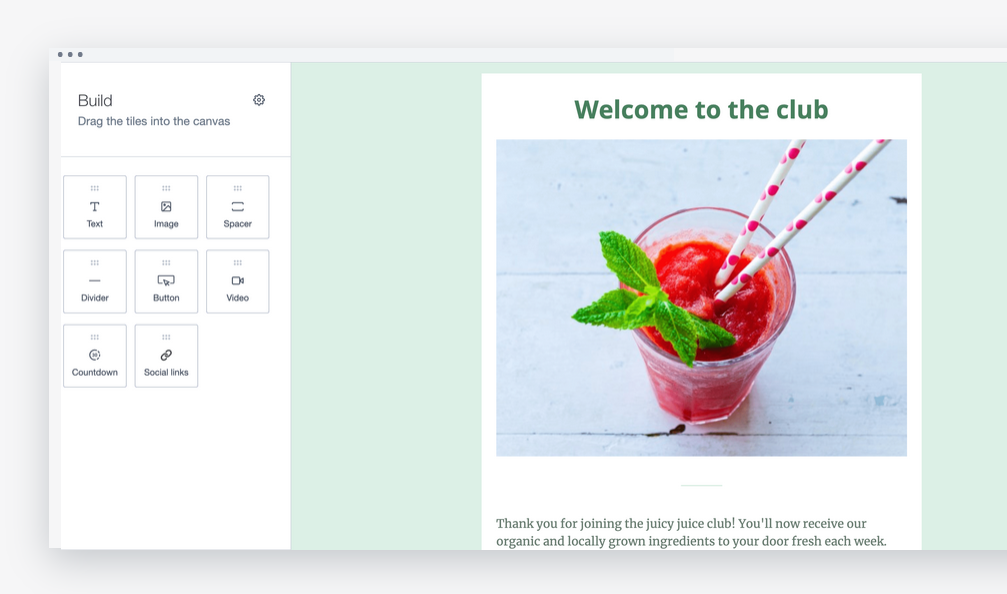 Build
Drag the tiles into the canvas
Text
Image
Spacer
Divider
Button
Video
Countdown
Social links
Welcome to the club
Thank you for joining the juicy juice club! You'll now receive our
organic and locally grown ingredients to your door fresh each week.